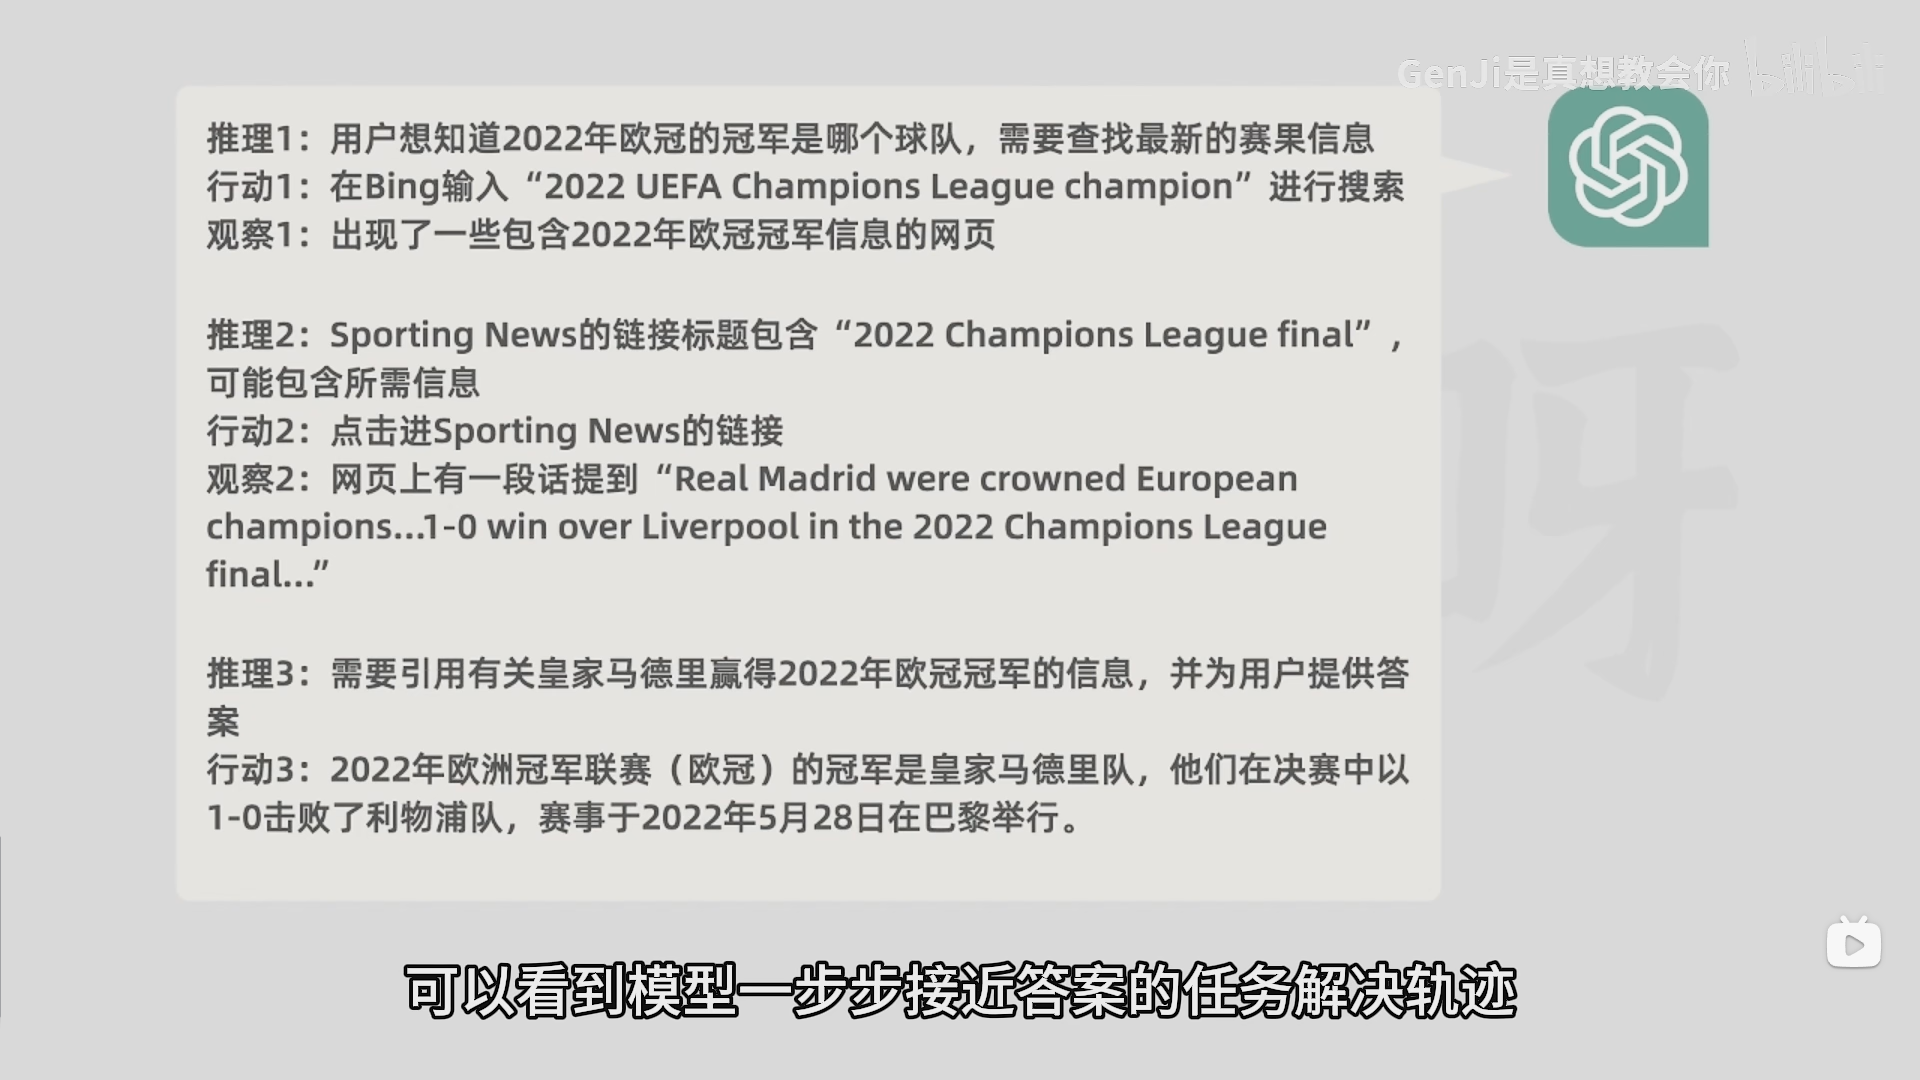 GenJi是真想教会你 bilibili
推理1：用户想知道2022年欧冠的冠军是哪个球队，需要查找最新的赛果信息
行动1：在Bing输入“2022 UEFA Champions League champion”进行搜索
观察1：出现了一些包含2022年欧冠冠军信息的网页
推理2：Sporting News的链接标题包含“2022 Champions League final”，
可能包含所需信息
行动2：点击进Sporting News的链接
观察2：网页上有一段话提到“Real Madrid were crowned European
champions...1-0 win over Liverpool in the 2022 Champions League
final...”
推理3：需要引用有关皇家马德里赢得2022年欧冠冠军的信息，并为用户提供答
案
行动3：2022年欧洲冠军联赛（欧冠）的冠军是皇家马德里队，他们在决赛中以
1-0击败了利物浦队，赛事于2022年5月28日在巴黎举行。
呀
可以看到模型一步步接近答案的任务解决轨迹